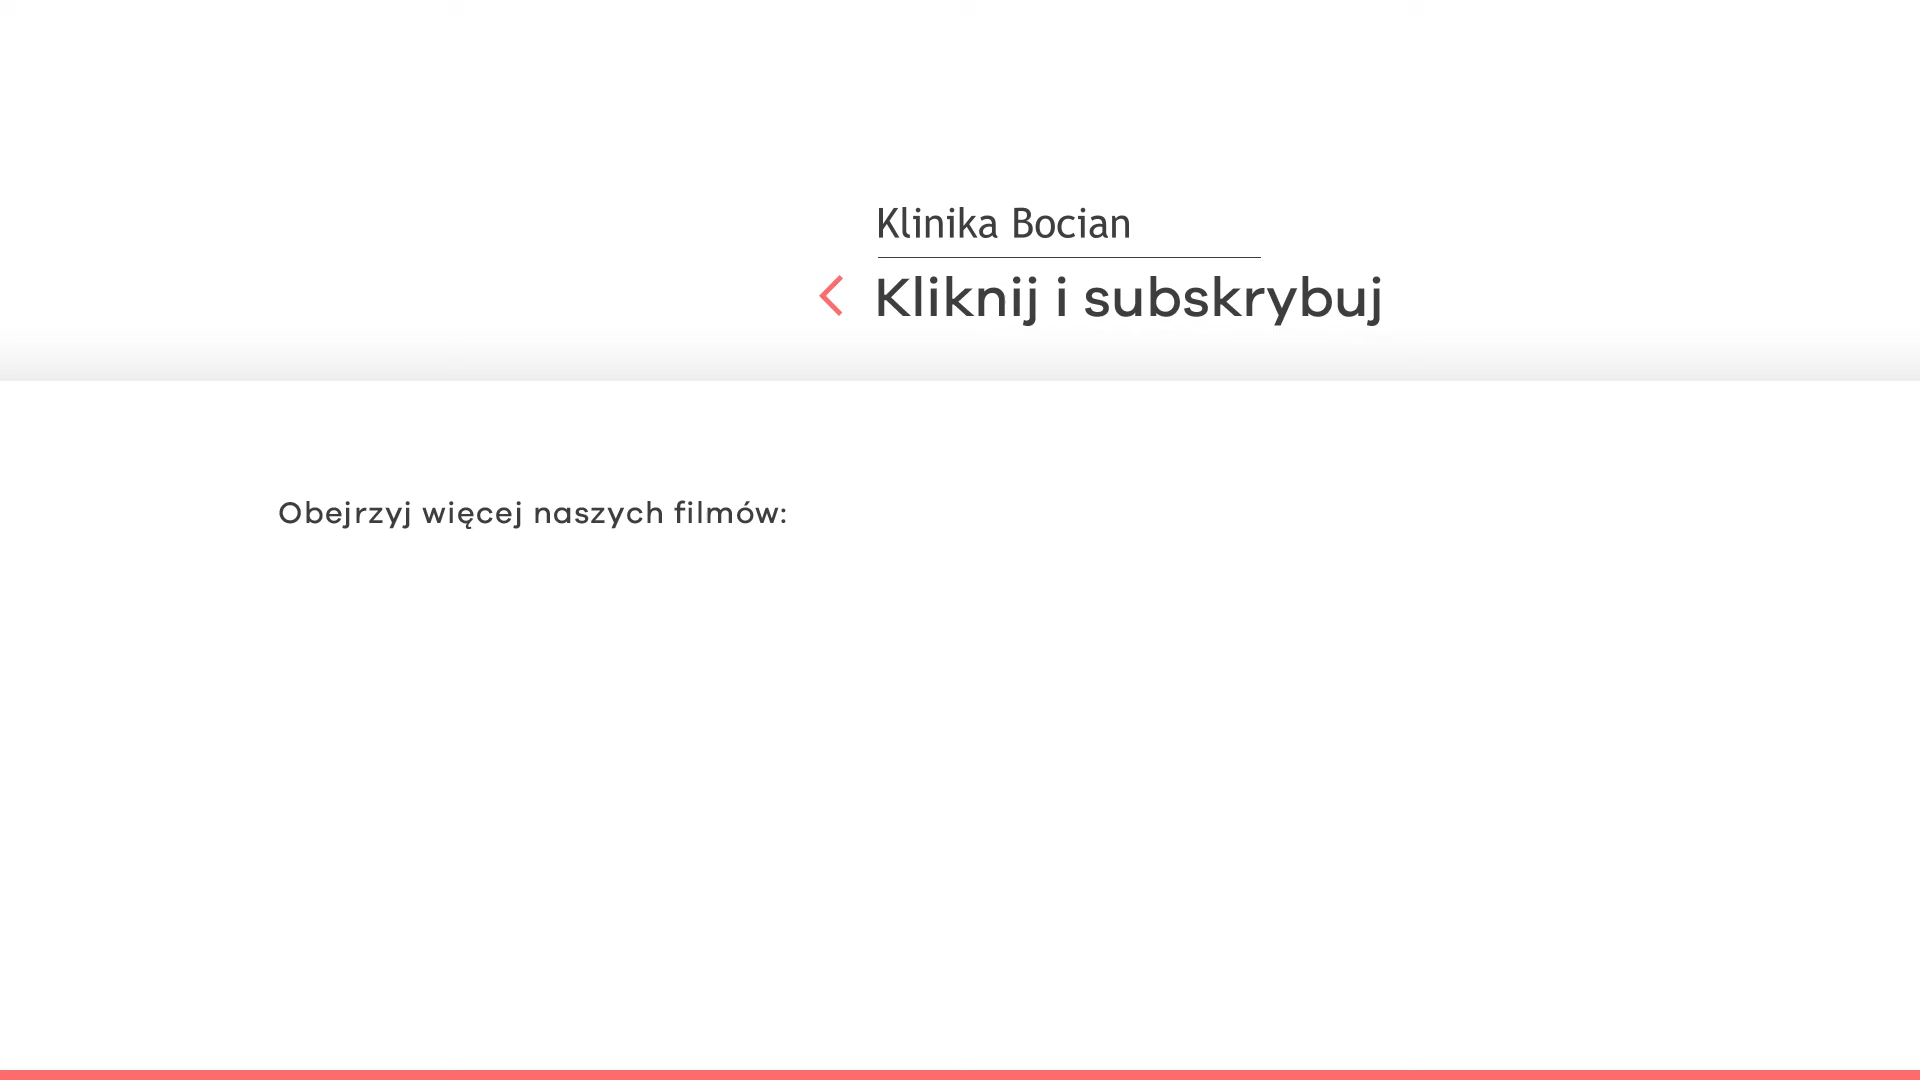 Klinika Bocian
Kliknij i subskrybuj
Obejrzyj więcej naszych filmów: